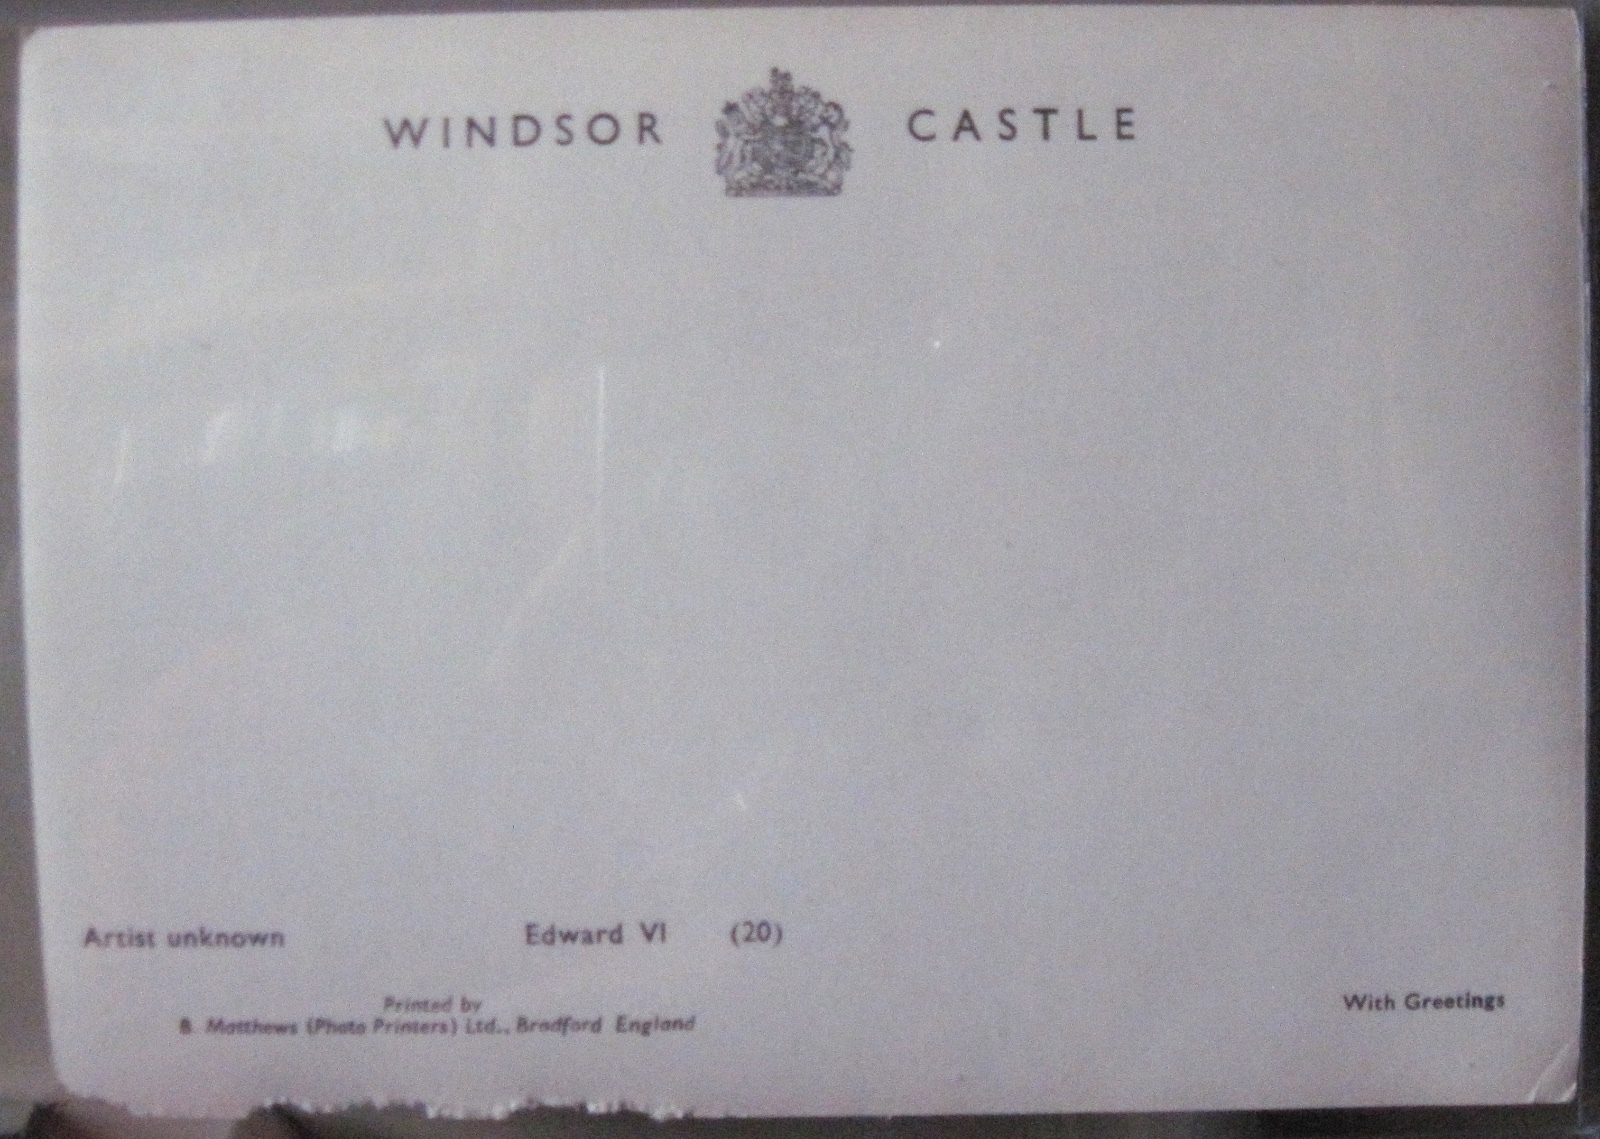 WINDSOR CASTLE
Artist unknown Edward VI (20)
Printed by
B. Matthews (Photo Printers) Ltd., Bradford England
With Greetings